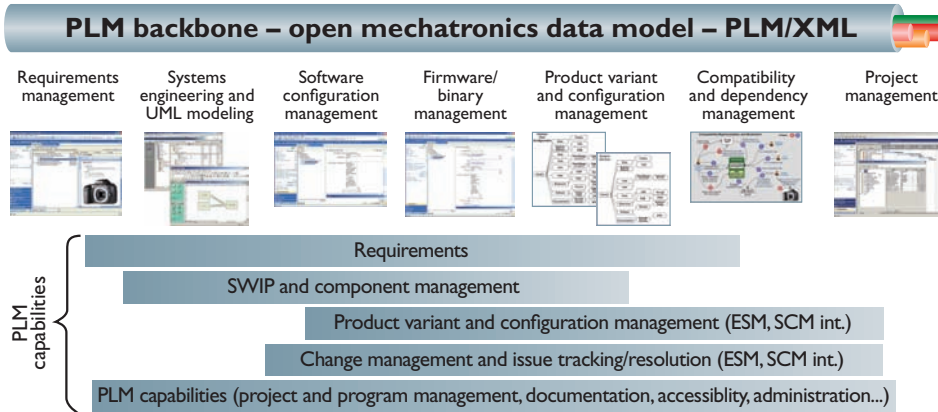 PLM backbone – open mechatronics data model – PLM/XML
Requirements
management
Systems
engineering and
UML modeling
Software
configuration
management
Firmware/
binary
management
Product variant
and configuration
management
Compatibility
and dependency
management
Project
management
PLM
capabilities
Requirements
SWIP and component management
Product variant and configuration management (ESM, SCM int.)
Change management and issue tracking/resolution (ESM, SCM int.)
PLM capabilities (project and program management, documentation, accessiblity, administration...)